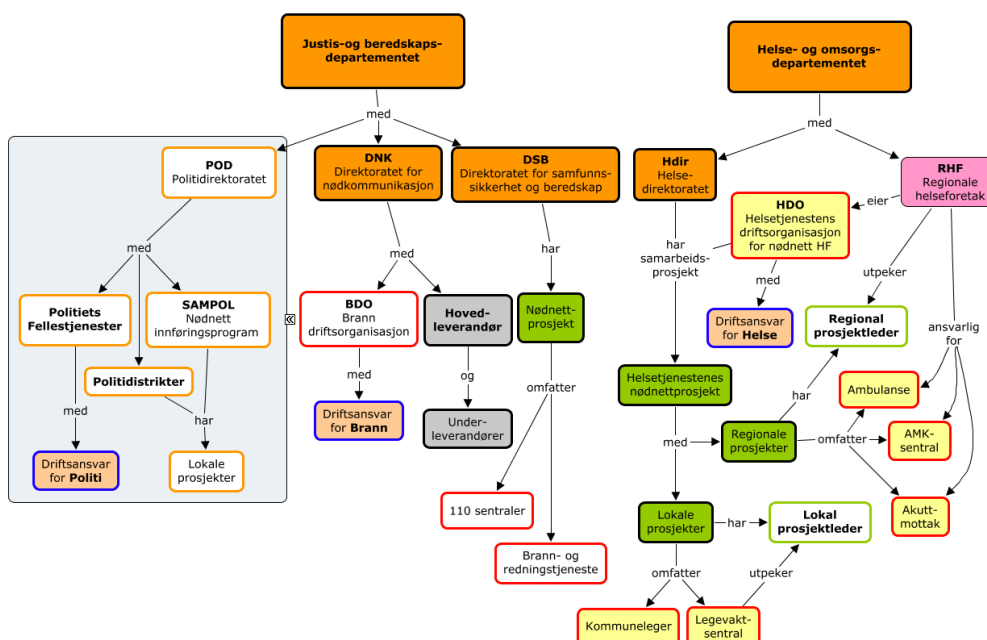 Justis-og beredskaps-
departementet
Helse- og omsorgs-
departementet
med
med
POD
Politidirektoratet
DNK
Direktoratet for
nødkommunikasjon
DSB
Direktoratet for samfunns-
sikkerhet og beredskap
Hdir
Helse-
direktoratet
RHF
Regionale
helseforetak
eier
HDO
Helsetjenestens
driftsorganisasjon
for nødnett HF
med
med
har
har
samarbeids-
prosjekt
med
utpeker
ansvarlig
for
Politiets
Fellestjenester
SAMPOL
Nødnett
innføringsprogram
BDO
Brann
driftsorganisasjon
Hoved-
leverandør
Nødnett-
prosjekt
Driftsansvar
for Helse
Regional
prosjektleder
Politidistrikter
med
har
med
og
omfatter
Helsetjenestenes
nødnettprosjekt
har
Ambulanse
Driftsansvar
for Brann
Under-
leverandører
med
Regionale
prosjekter
omfatter
AMK-
sentral
Driftsansvar
for Politi
Lokale
prosjekter
110 sentraler
Lokale
prosjekter
har
Lokal
prosjektleder
Akutt-
mottak
Brann- og
redningstjeneste
omfatter
utpeker
Kommuneleger
Legevakt-
sentral